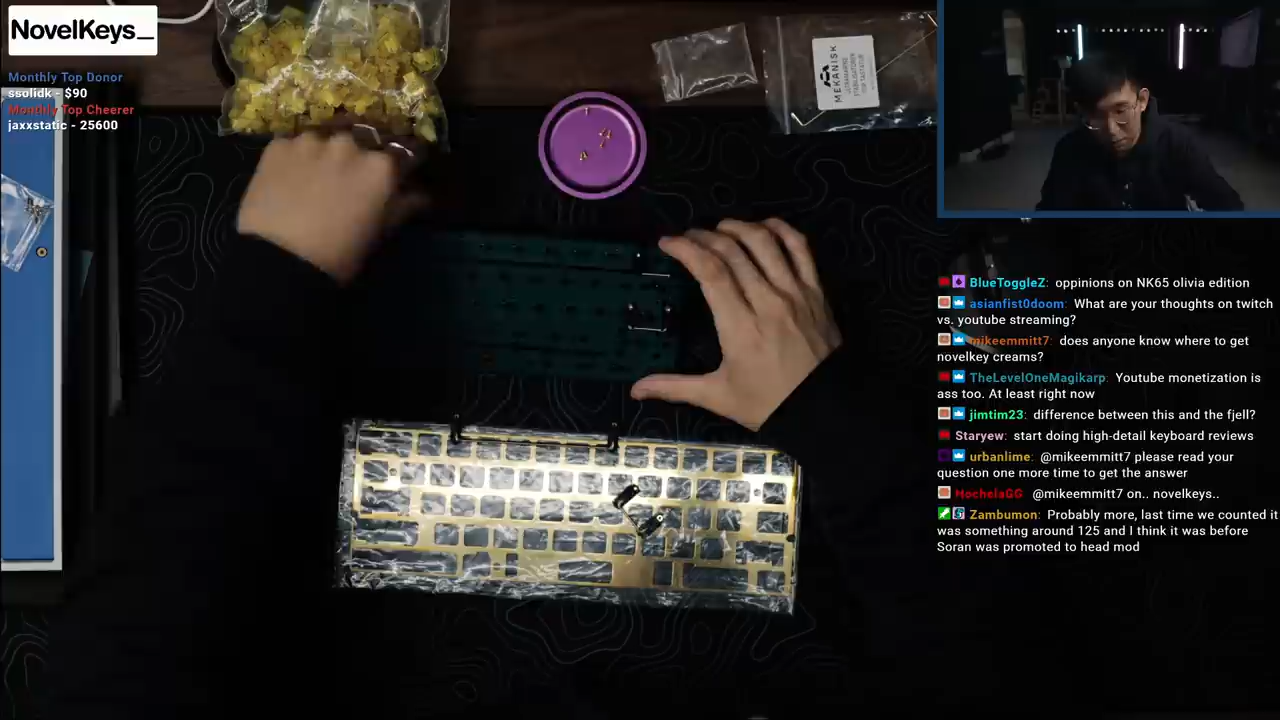 NovelKeys_
Monthly Top Donor
ssolidk - $90
Monthly Top Cheerer
jaxxstatic - 25600
MEKANISK
ULTRAMARINE
STABILISATORER
FOR TASTATUR
BlueToggleZ: oppinions on NK65 olivia edition
asianfist0doom: What are your thoughts on twitch
vs. youtube streaming?
mikeemmitt7: does anyone know where to get
novelkey creams?
TheLevelOneMagikarp: Youtube monetization is
ass too. At least right now
jimtim23: difference between this and the fjell?
Staryew: start doing high-detail keyboard reviews
urbanlime: @mikeemmitt7 please read your
question one more time to get the answer
MochelaGG: @mikeemmitt7 on.. novelkeys..
Zambumon: Probably more, last time we counted it
was something around 125 and I think it was before
Soran was promoted to head mod